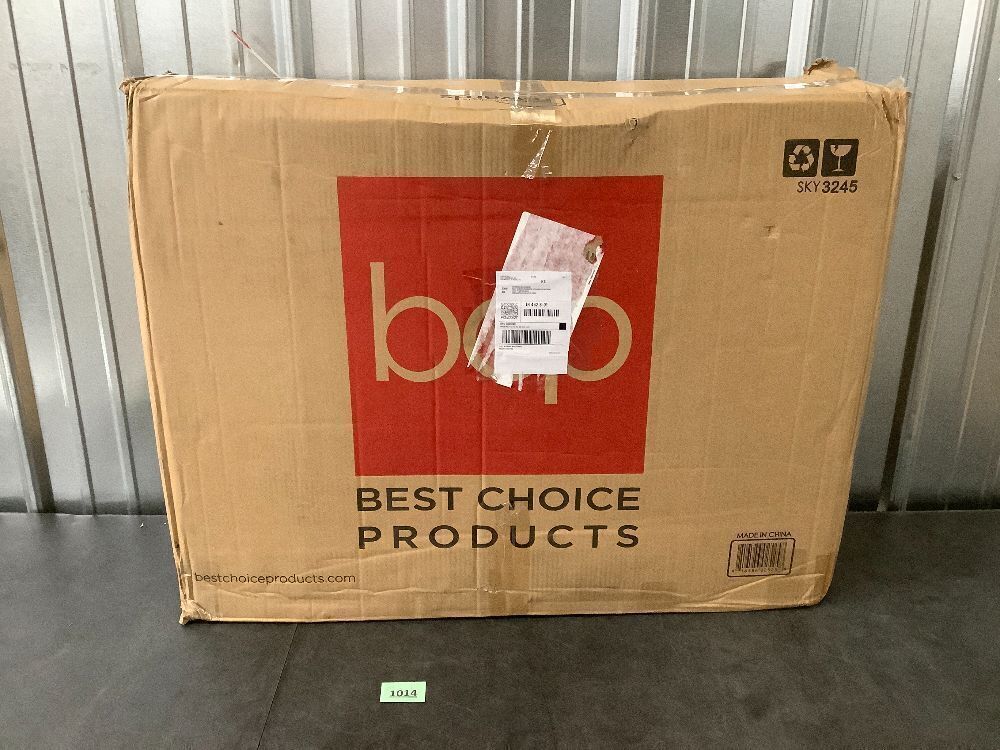 SKY3245
bcp
BEST CHOICE
PRODUCTS
MADE IN CHINA
bestchoiceproducts.com
1014